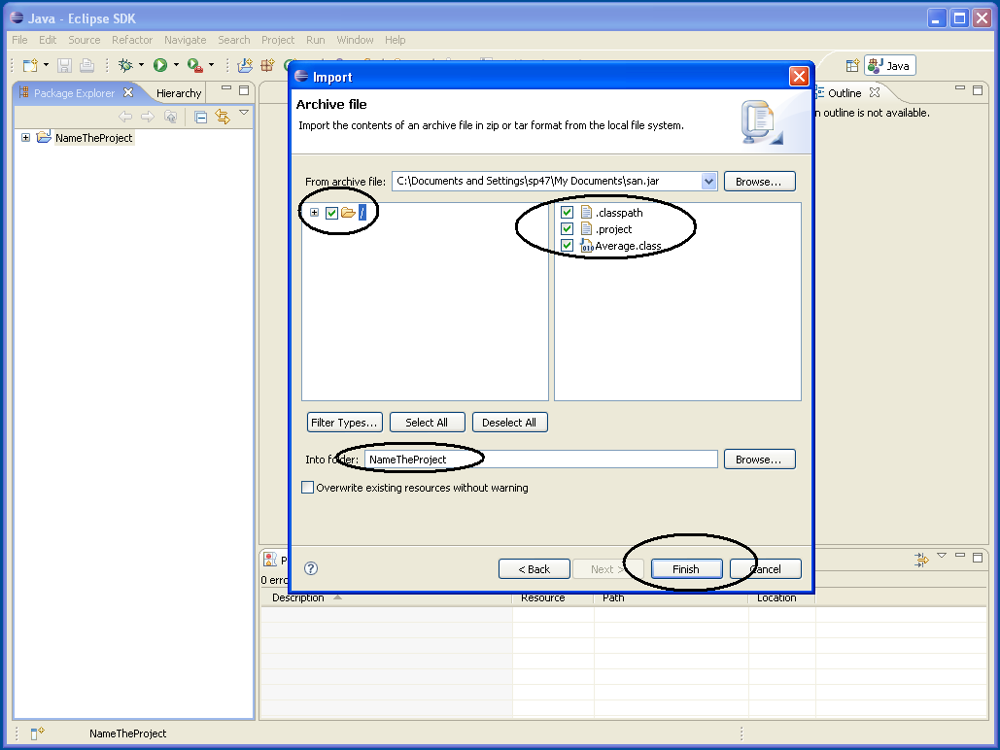 Java - Eclipse SDK
File Edit Source Refactor Navigate Search Project Run Window Help
Java
Package Explorer Hierarchy
NameTheProject
Import
Archive file
Import the contents of an archive file in zip or tar format from the local file system.
From archive file: C:\Documents and Settings\sp47\My Documents\san.jar Browse...
/
.classpath
.project
Average.class
Filter Types... Select All Deselect All
Into folder: NameTheProject Browse...
Overwrite existing resources without warning
? < Back Next > Finish Cancel
Outline
n outline is not available.
P
0 erro
Description Resource Path Location
NameTheProject